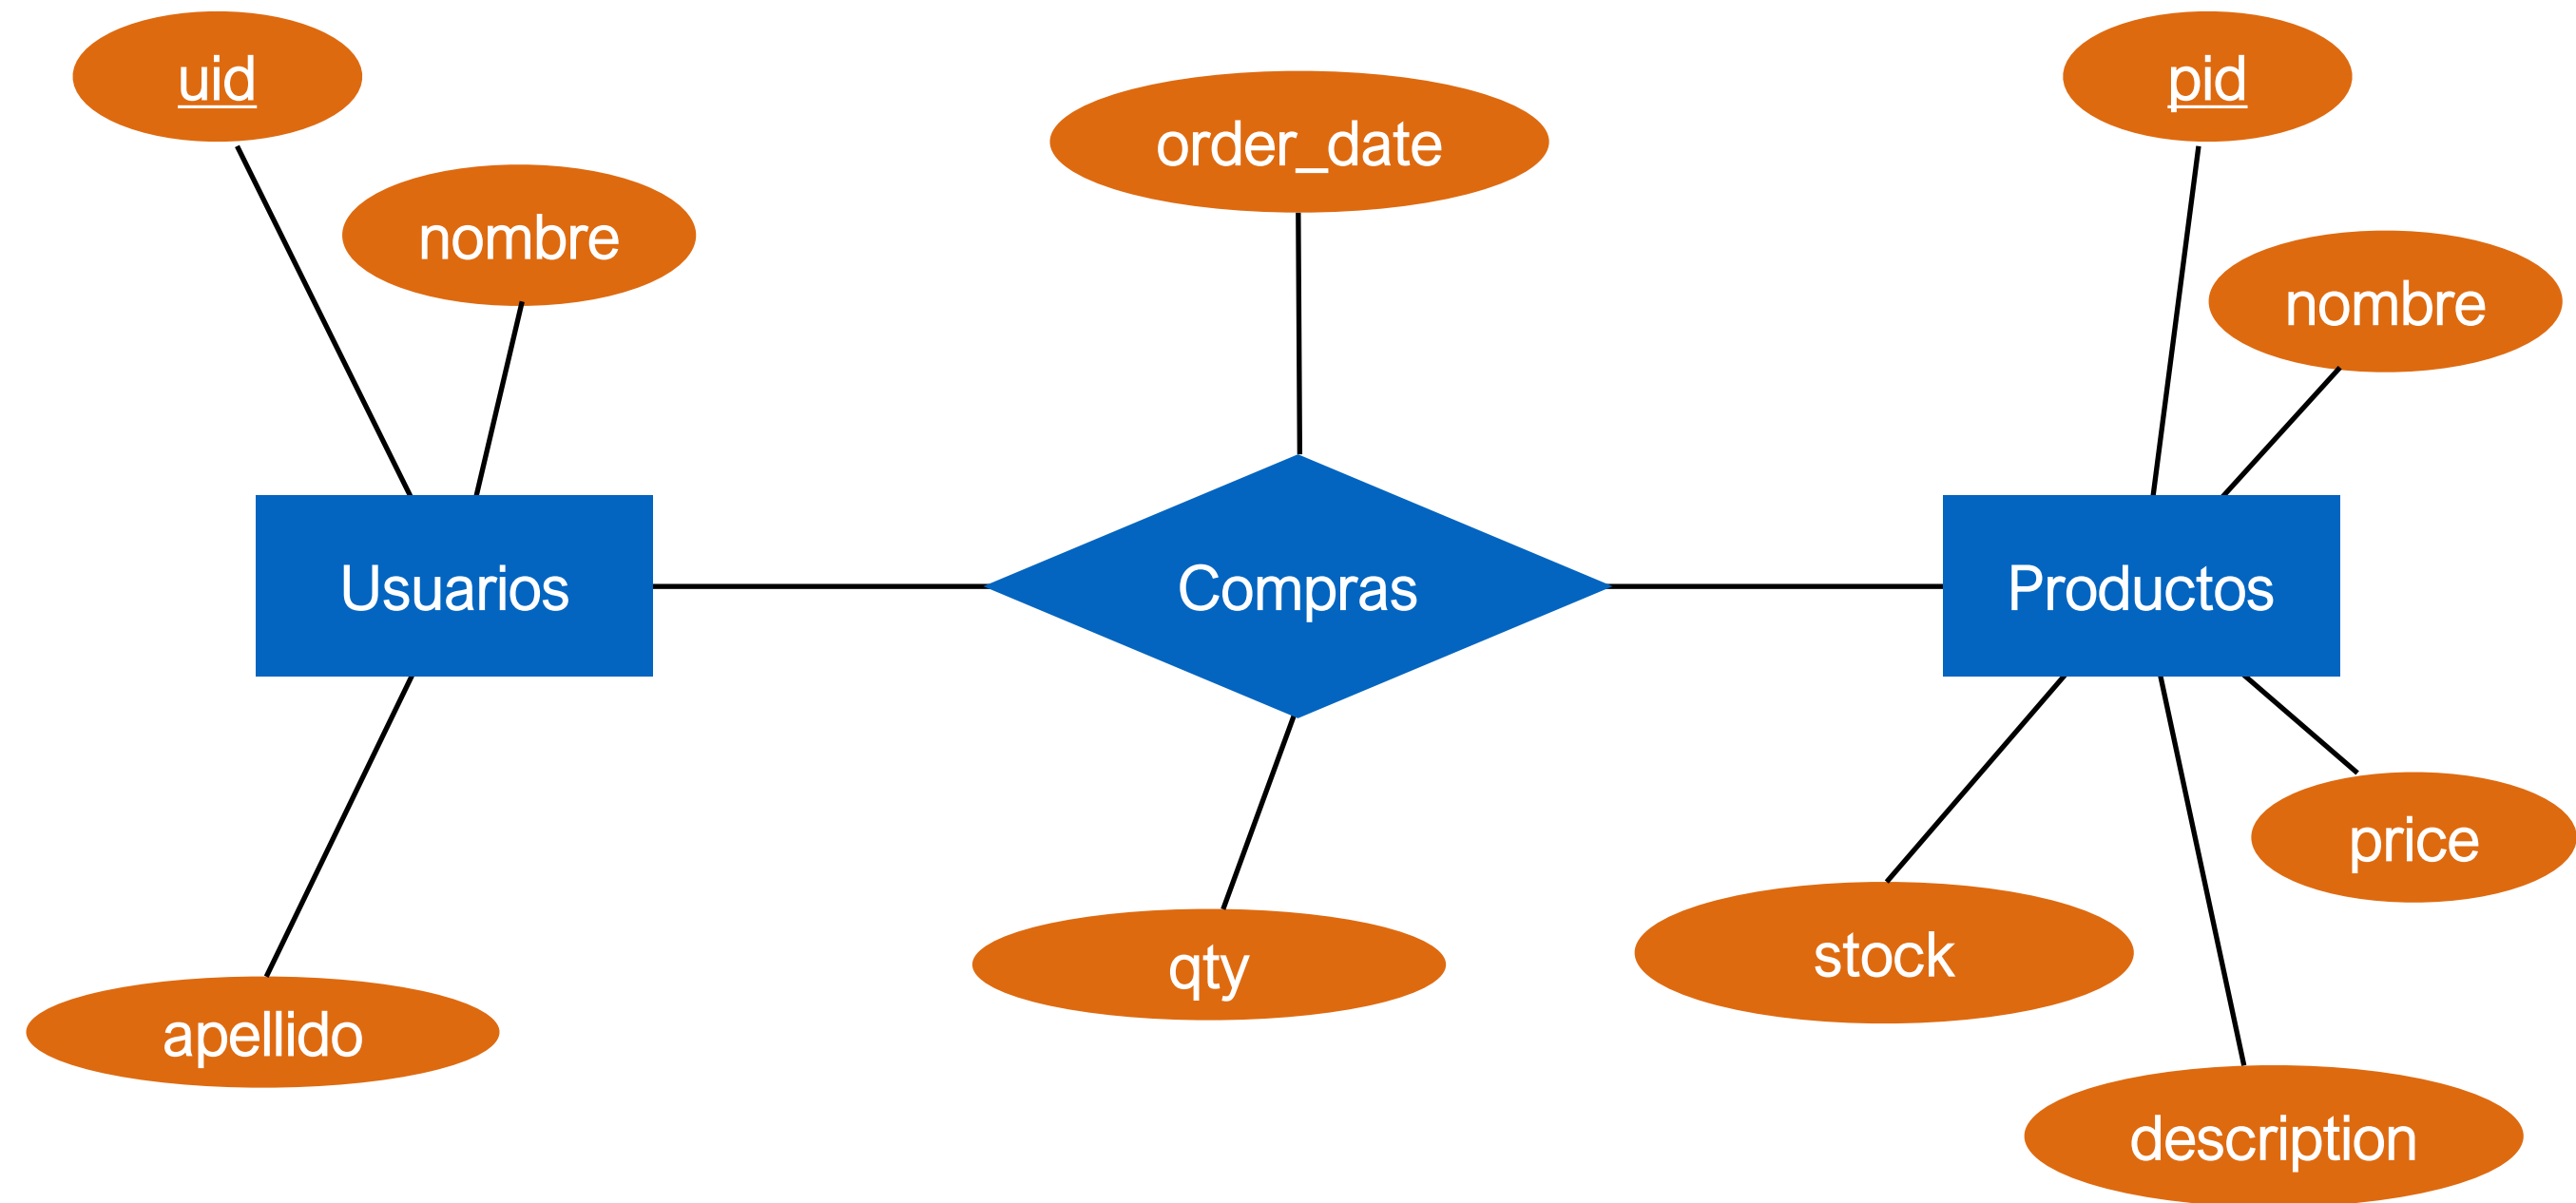 uid
pid
order_date
nombre
nombre
Usuarios
Compras
Productos
price
stock
qty
apellido
description